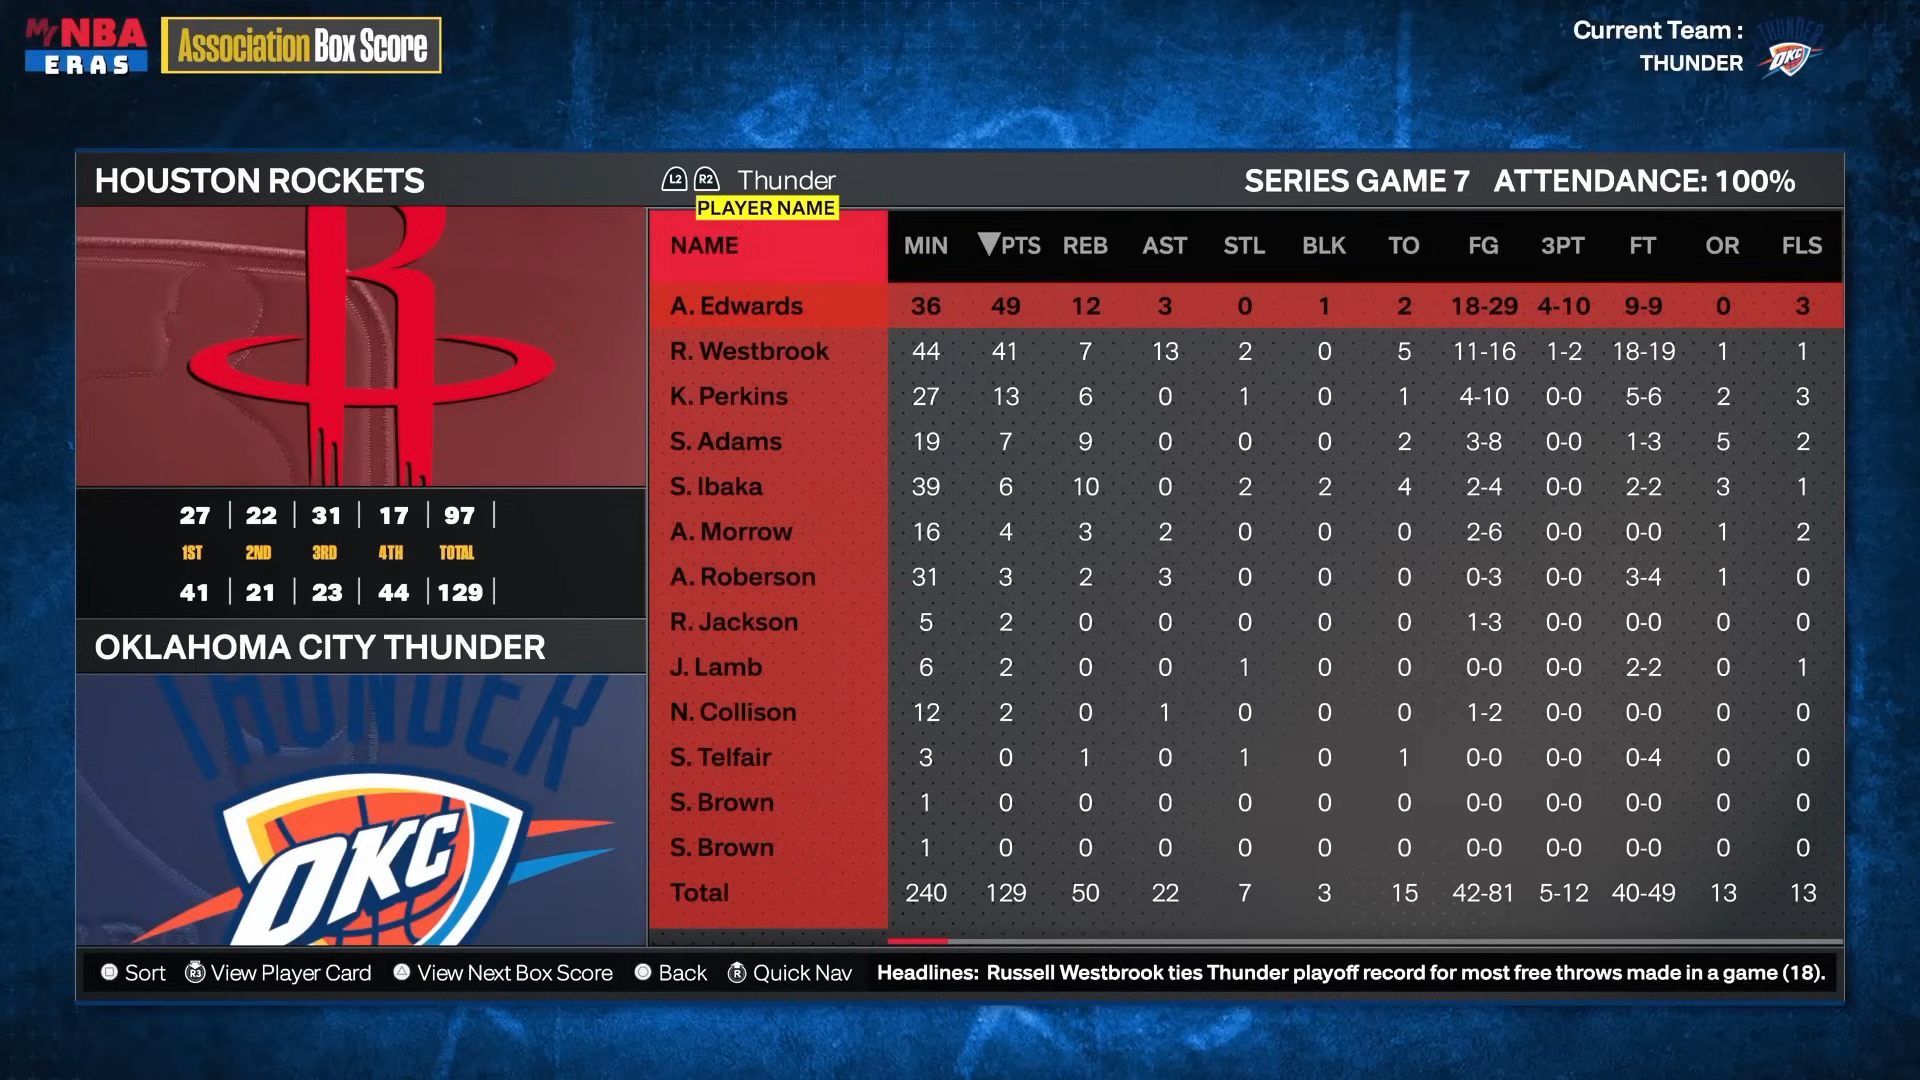 MyNBA
ERAS
Association Box Score
Current Team :
THUNDER
HOUSTON ROCKETS
L2 R2 Thunder
SERIES GAME 7 ATTENDANCE: 100%
PLAYER NAME
NAME MIN ▼PTS REB AST STL BLK TO FG 3PT FT OR FLS
A. Edwards 36 49 12 3 0 1 2 18-29 4-10 9-9 0 3
R. Westbrook 44 41 7 13 2 0 5 11-16 1-2 18-19 1 1
K. Perkins 27 13 6 0 1 0 1 4-10 0-0 5-6 2 3
S. Adams 19 7 9 0 0 0 2 3-8 0-0 1-3 5 2
S. Ibaka 39 6 10 0 2 2 4 2-4 0-0 2-2 3 1
A. Morrow 16 4 3 2 0 0 0 2-6 0-0 0-0 1 2
A. Roberson 31 3 2 3 0 0 0 0-3 0-0 3-4 1 0
R. Jackson 5 2 0 0 0 0 0 1-3 0-0 0-0 0 0
J. Lamb 6 2 0 0 1 0 0 0-0 0-0 2-2 0 1
N. Collison 12 2 0 1 0 0 0 1-2 0-0 0-0 0 0
S. Telfair 3 0 1 0 1 0 1 0-0 0-0 0-4 0 0
S. Brown 1 0 0 0 0 0 0 0-0 0-0 0-0 0 0
S. Brown 1 0 0 0 0 0 0 0-0 0-0 0-0 0 0
Total 240 129 50 22 7 3 15 42-81 5-12 40-49 13 13
27 | 22 | 31 | 17 | 97 |
1ST 2ND 3RD 4TH TOTAL
41 | 21 | 23 | 44 | 129 |
OKLAHOMA CITY THUNDER
THUNDER
OKC
Sort R3 View Player Card View Next Box Score Back R Quick Nav Headlines: Russell Westbrook ties Thunder playoff record for most free throws made in a game (18).